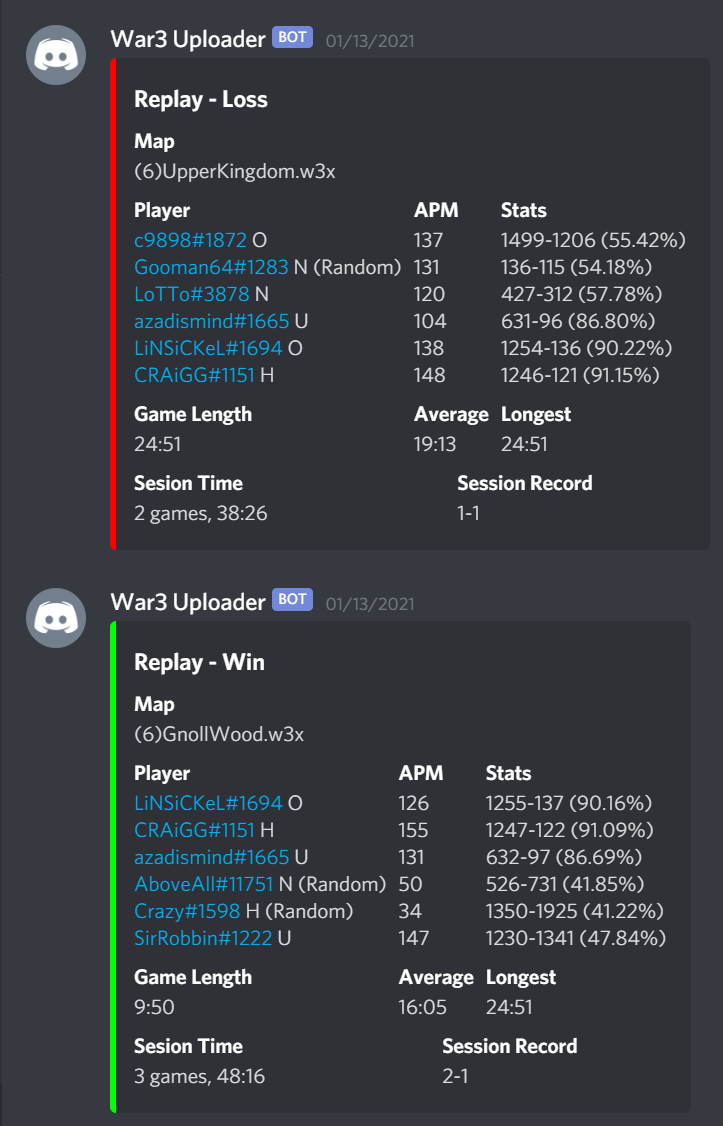 War3 Uploader BOT 01/13/2021
Replay - Loss
Map
(6)UpperKingdom.w3x
Player APM Stats
c9898#1872 O 137 1499-1206 (55.42%)
Gooman64#1283 N (Random) 131 136-115 (54.18%)
LoTTo#3878 N 120 427-312 (57.78%)
azadismind#1665 U 104 631-96 (86.80%)
LiNSiCKeL#1694 O 138 1254-136 (90.22%)
CRAiGG#1151 H 148 1246-121 (91.15%)
Game Length Average Longest
24:51 19:13 24:51
Sesion Time Session Record
2 games, 38:26 1-1
War3 Uploader BOT 01/13/2021
Replay - Win
Map
(6)GnollWood.w3x
Player APM Stats
LiNSiCKeL#1694 O 126 1255-137 (90.16%)
CRAiGG#1151 H 155 1247-122 (91.09%)
azadismind#1665 U 131 632-97 (86.69%)
AboveAll#11751 N (Random) 50 526-731 (41.85%)
Crazy#1598 H (Random) 34 1350-1925 (41.22%)
SirRobbin#1222 U 147 1230-1341 (47.84%)
Game Length Average Longest
9:50 16:05 24:51
Sesion Time Session Record
3 games, 48:16 2-1